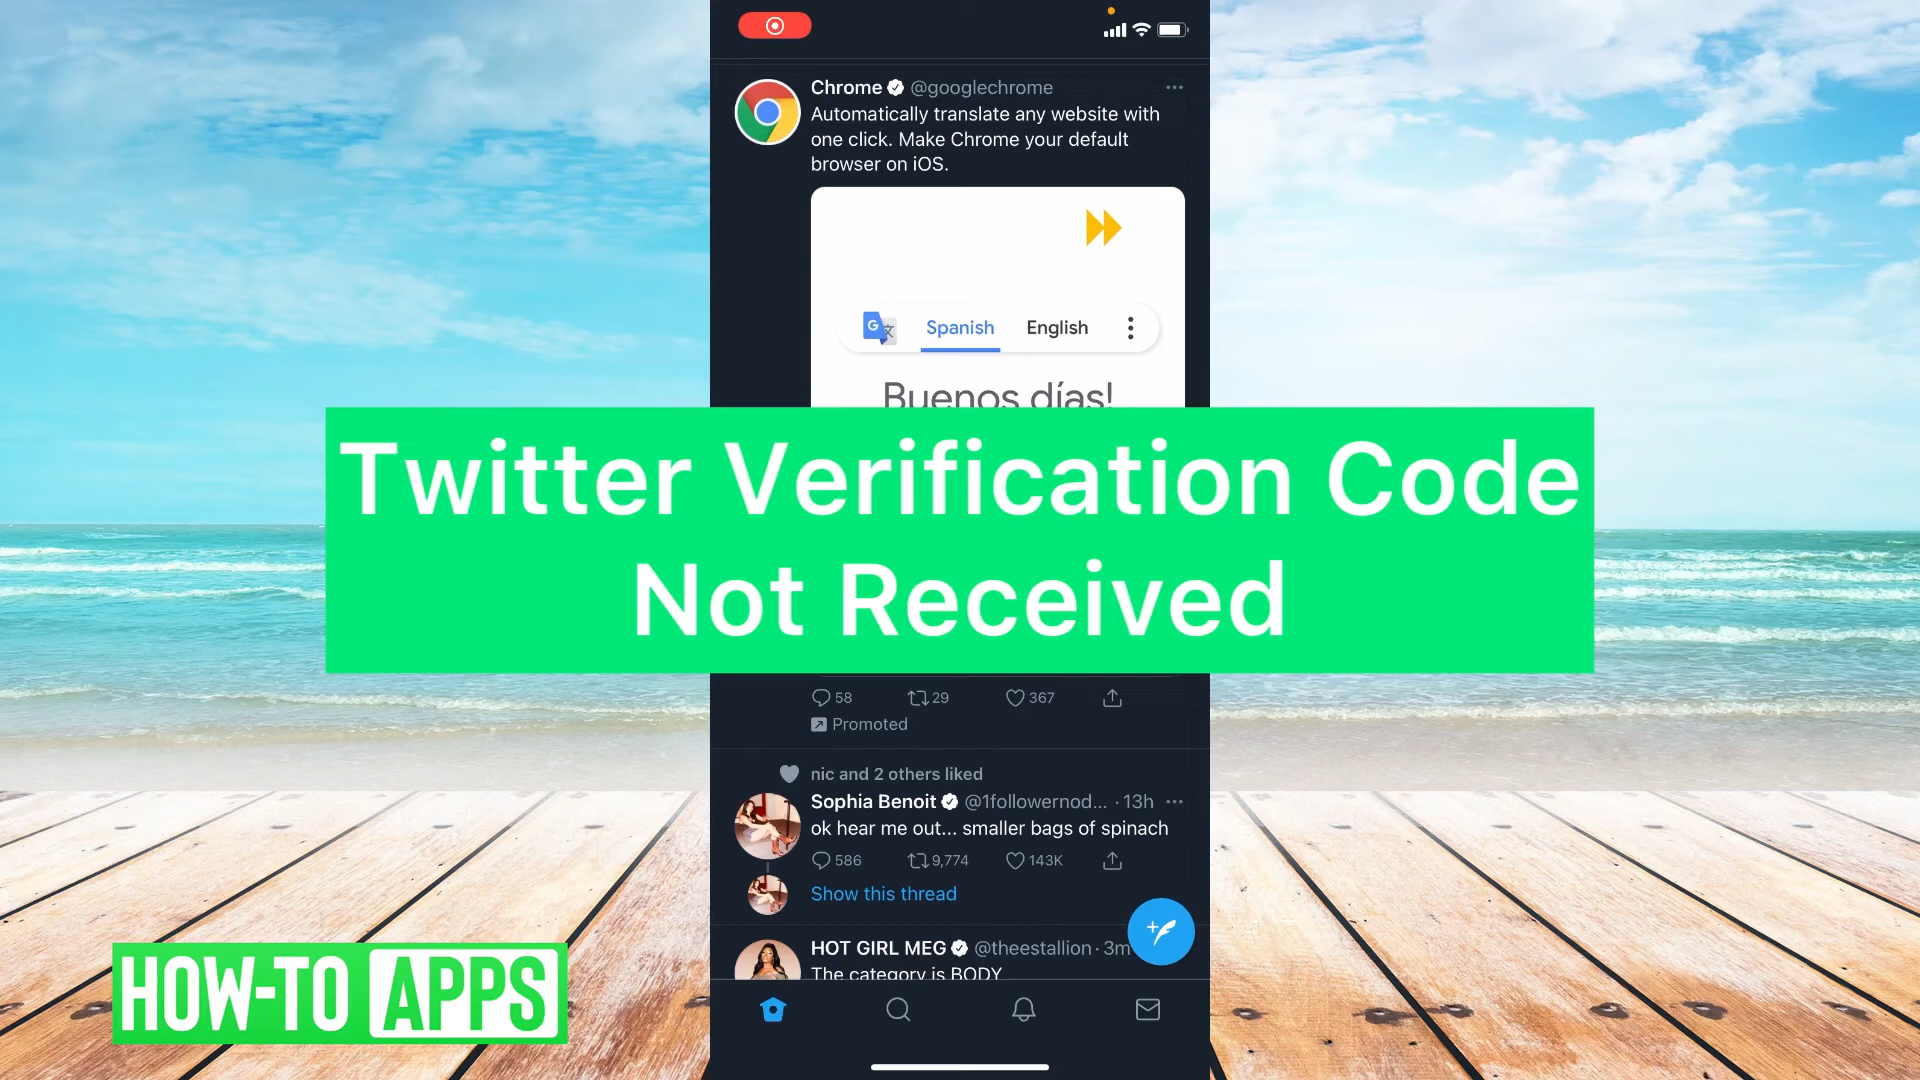 Chrome @googlechrome
Automatically translate any website with
one click. Make Chrome your default
browser on iOS.
G 文
Spanish English
Buenos días!
Twitter Verification Code
Not Received
58 29 367
Promoted
nic and 2 others liked
Sophia Benoit @1followernod... · 13h
ok hear me out... smaller bags of spinach
586 9,774 143K
Show this thread
HOT GIRL MEG @theestallion · 3m
The category is BODY
HOW-TO APPS